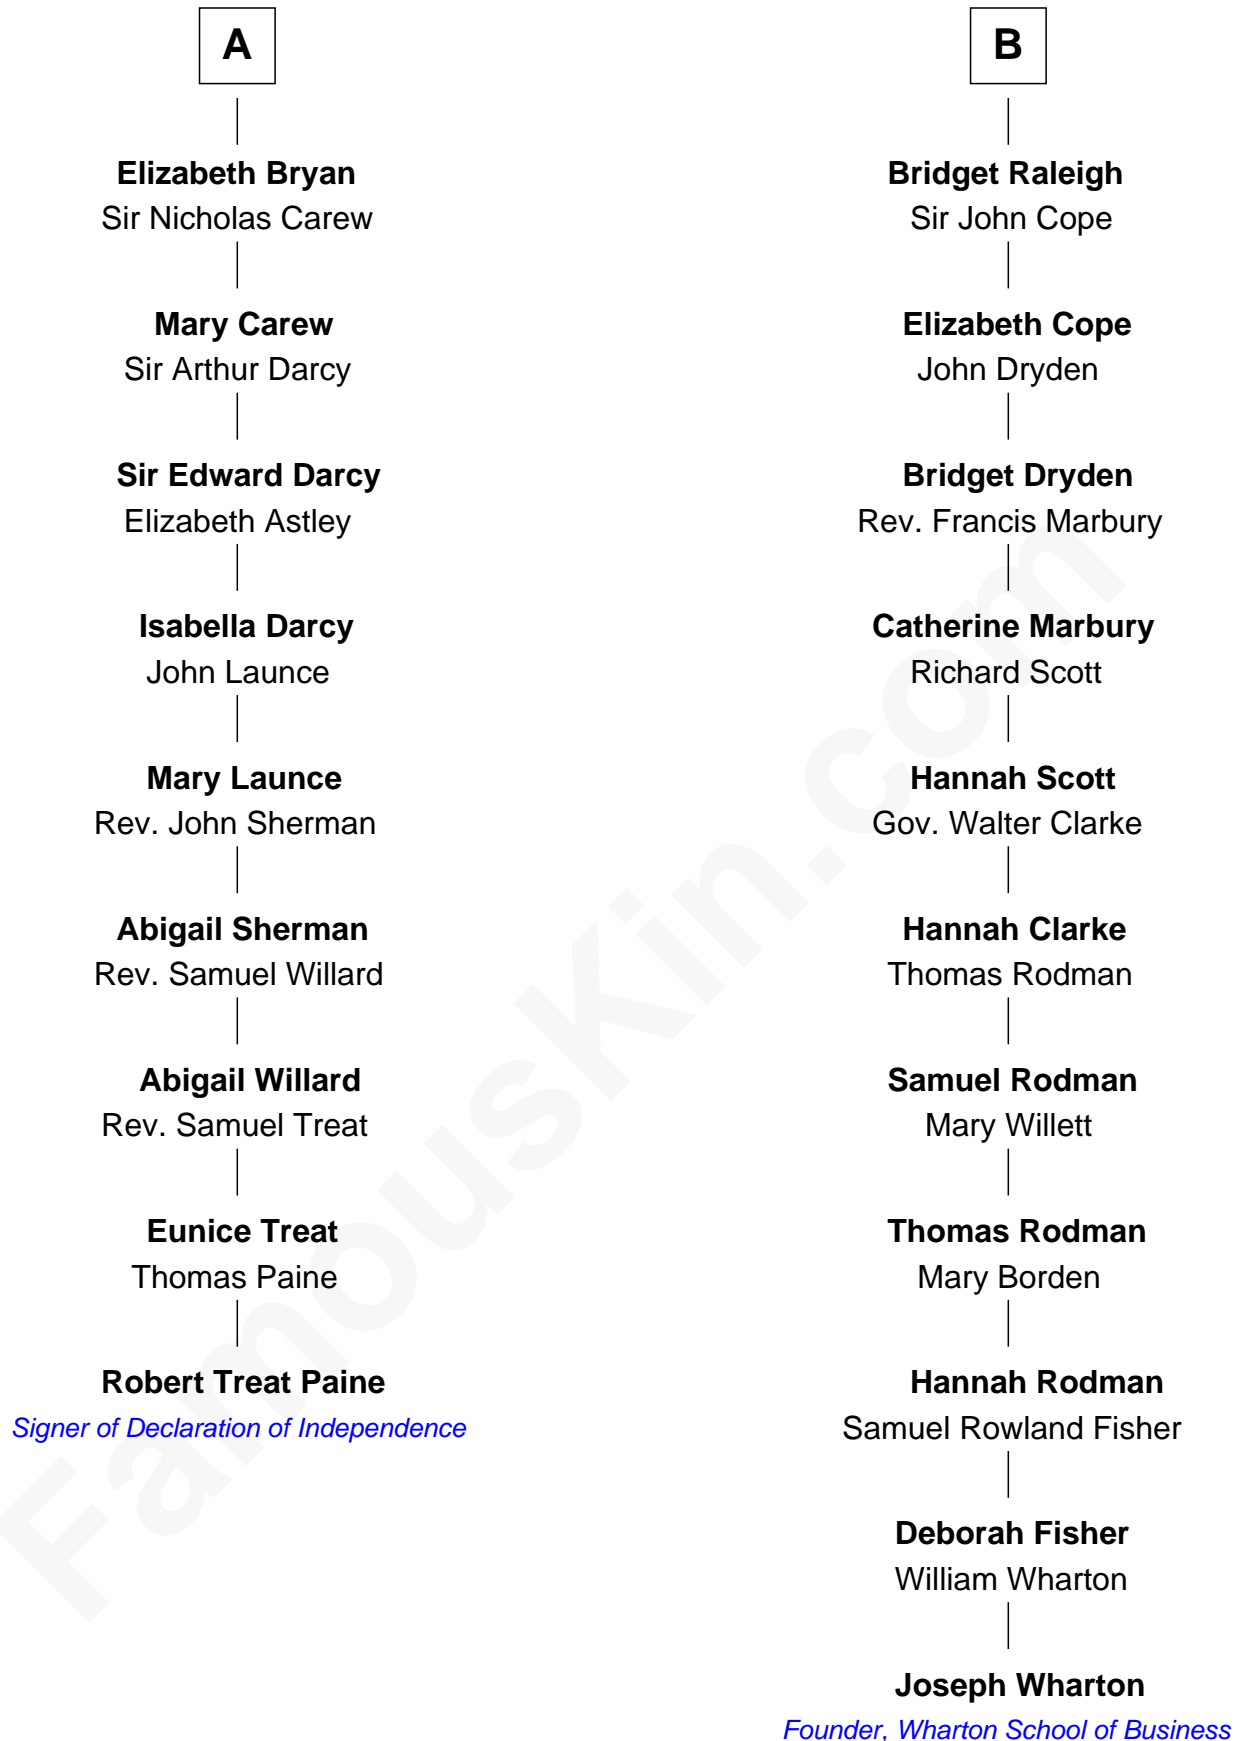 A
Elizabeth Bryan
Sir Nicholas Carew
Mary Carew
Sir Arthur Darcy
Sir Edward Darcy
Elizabeth Astley
Isabella Darcy
John Launce
Mary Launce
Rev. John Sherman
Abigail Sherman
Rev. Samuel Willard
Abigail Willard
Rev. Samuel Treat
Eunice Treat
Thomas Paine
Robert Treat Paine
Signer of Declaration of Independence
B
Bridget Raleigh
Sir John Cope
Elizabeth Cope
John Dryden
Bridget Dryden
Rev. Francis Marbury
Catherine Marbury
Richard Scott
Hannah Scott
Gov. Walter Clarke
Hannah Clarke
Thomas Rodman
Samuel Rodman
Mary Willett
Thomas Rodman
Mary Borden
Hannah Rodman
Samuel Rowland Fisher
Deborah Fisher
William Wharton
Joseph Wharton
Founder, Wharton School of Business
FamousKin.com